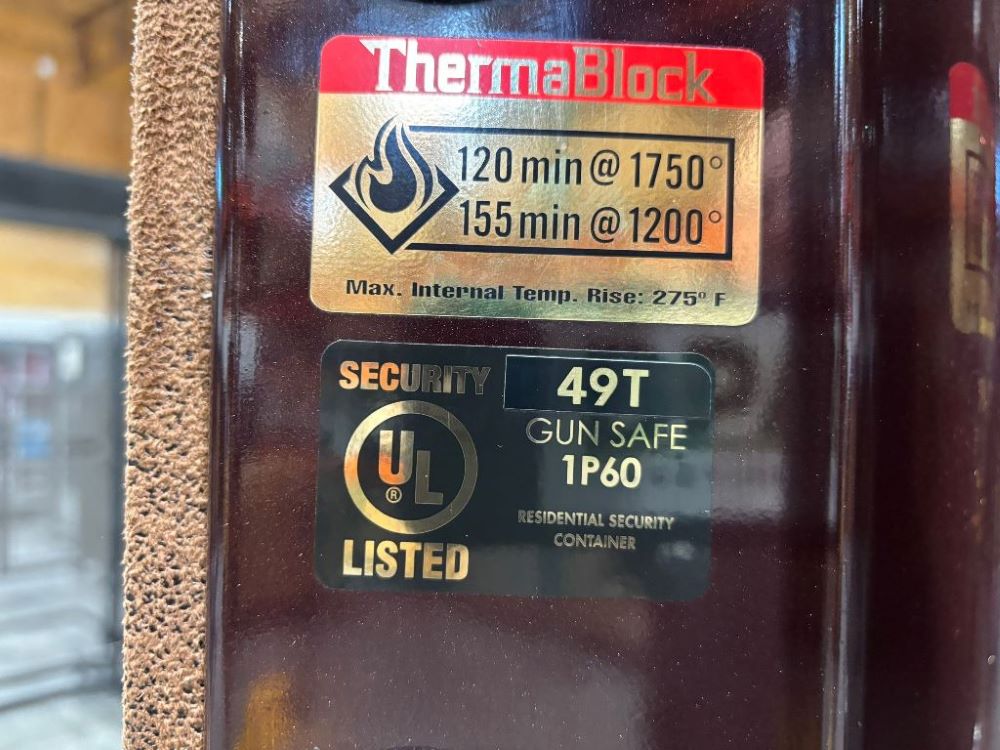 ThermaBlock
120 min @ 1750°
155 min @ 1200°
Max. Internal Temp. Rise: 275° F
SECURITY
UL
®
LISTED
49T
GUN SAFE
1P60
RESIDENTIAL SECURITY
CONTAINER